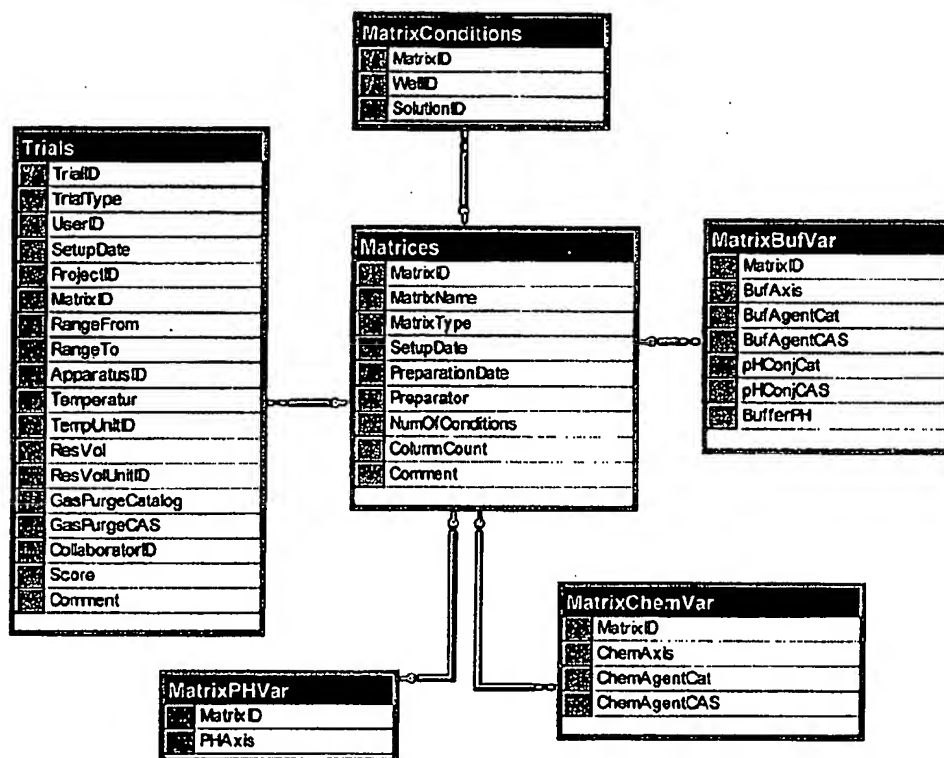 MatrixConditions
MatrixID
WellID
SolutionID
Trials
TrialID
TrialType
UserID
SetupDate
ProjectID
MatrixID
RangeFrom
RangeTo
ApparatusID
Temperatur
TempUnitID
ResVol
ResVolUnitID
GasPurgeCatalog
GasPurgeCAS
CollaboratorID
Score
Comment
Matrices
MatrixID
MatrixName
MatrixType
SetupDate
PreparationDate
Preparator
NumOfConditions
ColumnCount
Comment
MatrixBufVar
MatrixID
BufAxis
BufAgentCat
BufAgentCAS
pHConjCat
pHConjCAS
BufferPH
MatrixPHVar
MatrixID
PHAxis
MatrixChemVar
MatrixID
ChemAxis
ChemAgentCat
ChemAgentCAS